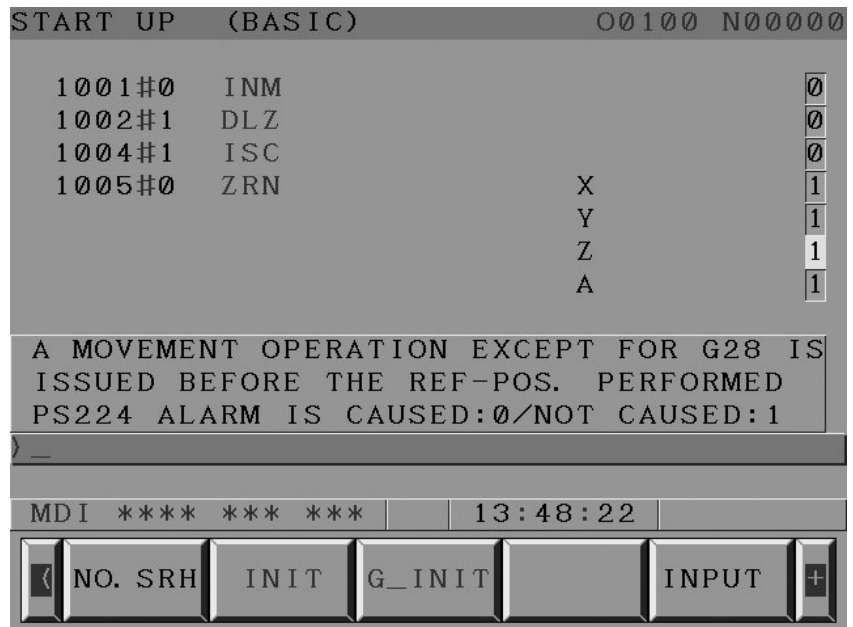 START UP (BASIC) O0100 N00000
1001#0 INM 0
1002#1 DLZ 0
1004#1 ISC 0
1005#0 ZRN X 1
Y 1
Z 1
A 1
A MOVEMENT OPERATION EXCEPT FOR G28 IS
ISSUED BEFORE THE REF-POS. PERFORMED
PS224 ALARM IS CAUSED:0/NOT CAUSED:1
>_
MDI **** *** *** 13:48:22
< NO. SRH INIT G_INIT INPUT +